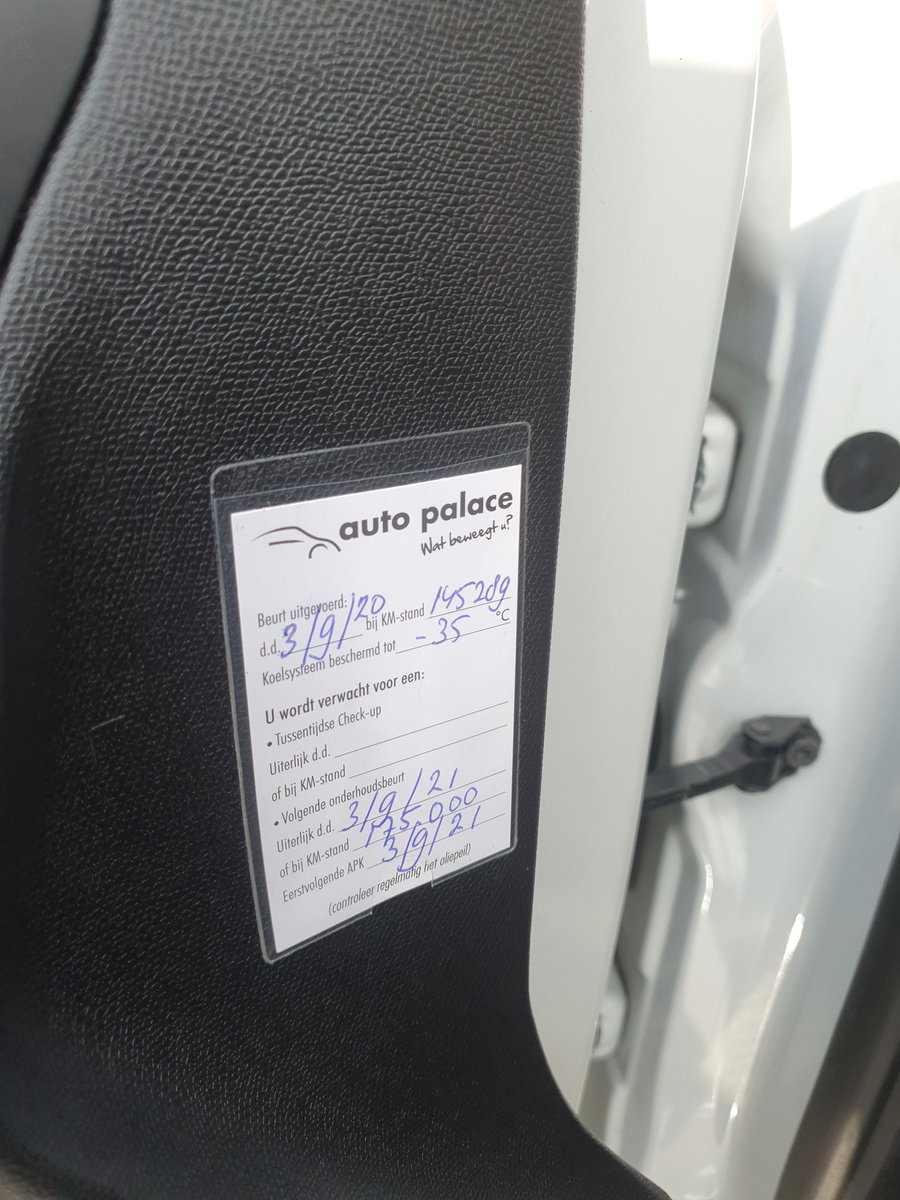 auto palace
Wat beweegt u?
Beurt uitgevoerd:
d.d. 3/9/20 bij KM-stand 145289
Koelsysteem beschermd tot -35 °C
U wordt verwacht voor een:
• Tussentijdse Check-up
Uiterlijk d.d.
of bij KM-stand
• Volgende onderhoudsbeurt
Uiterlijk d.d. 3/9/21
of bij KM-stand 175.000
Eerstvolgende APK 3/9/21
(controleer regelmatig het oliepeil)